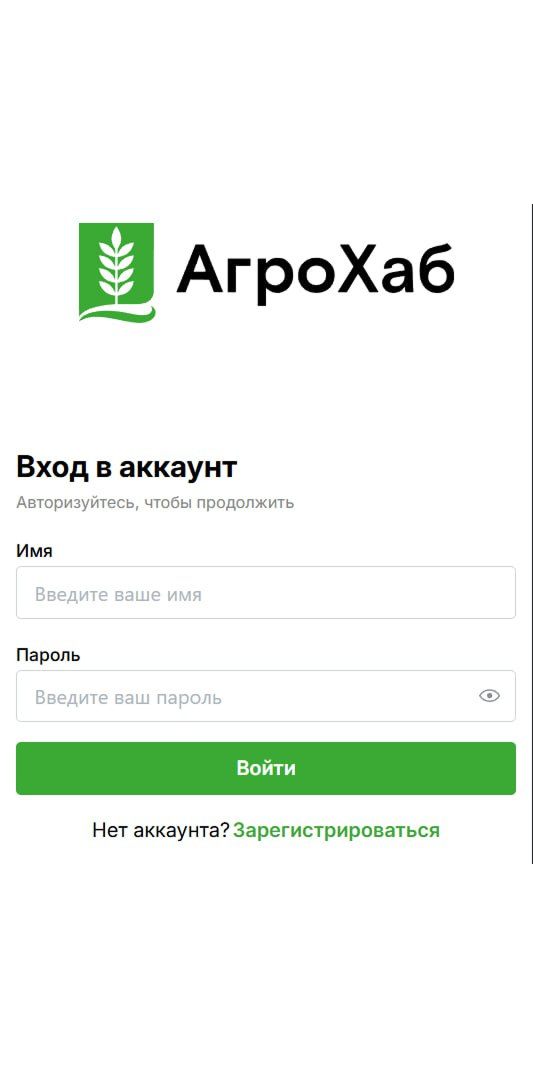 АгроХаб
Вход в аккаунт
Авторизуйтесь, чтобы продолжить
Имя
Введите ваше имя
Пароль
Введите ваш пароль
Войти
Нет аккаунта? Зарегистрироваться